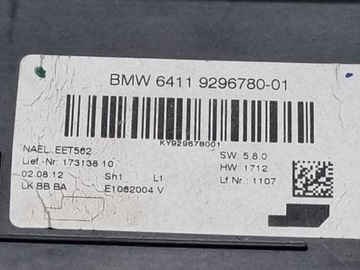 BMW 6411 9296780-01
KY929678001
NAEL.EET562 SW: 5.8.0
Lief.-Nr: 173138 10 HW: 1712
02.08.12 Sh1 L1 Lf Nr.: 1107
LK BB BA E1062004 V